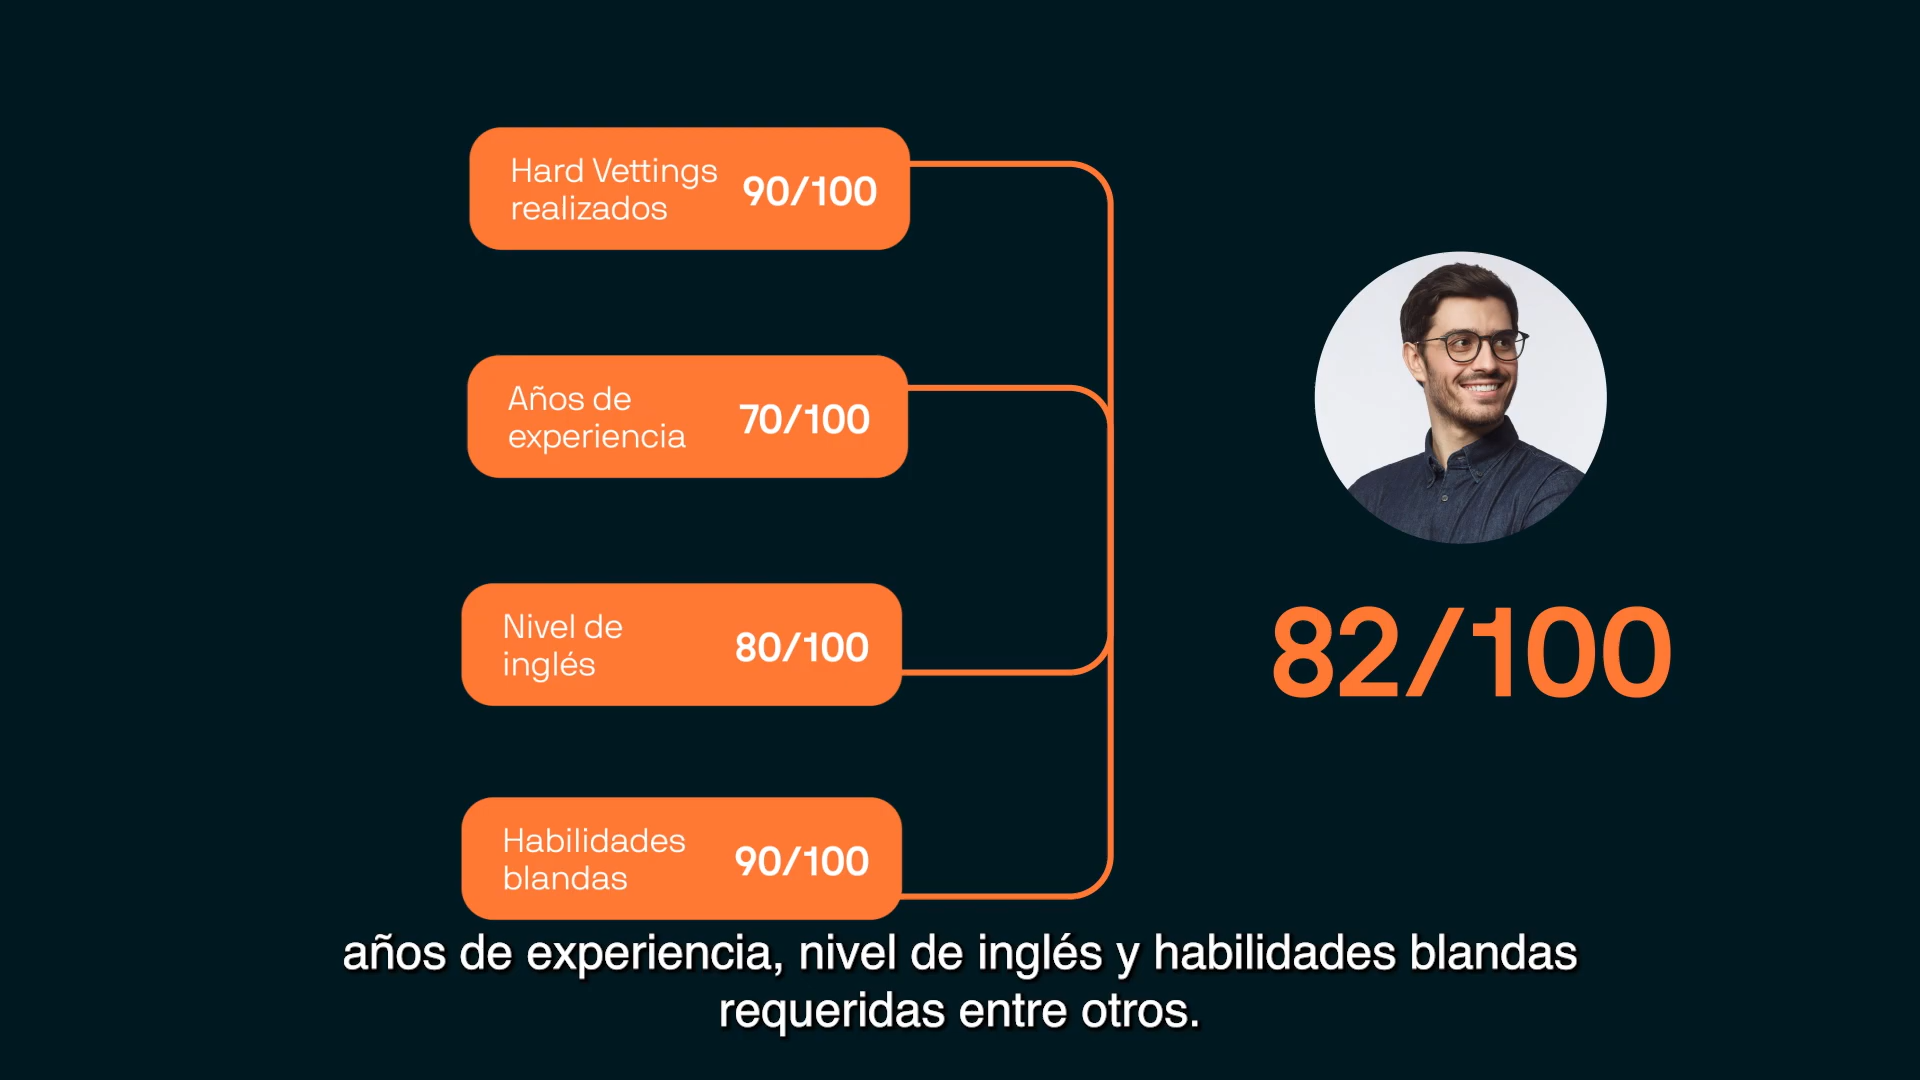 Hard Vettings
realizados
90/100
Años de
experiencia
70/100
Nivel de
inglés
80/100
Habilidades
blandas
90/100
82/100
años de experiencia, nivel de inglés y habilidades blandas
requeridas entre otros.